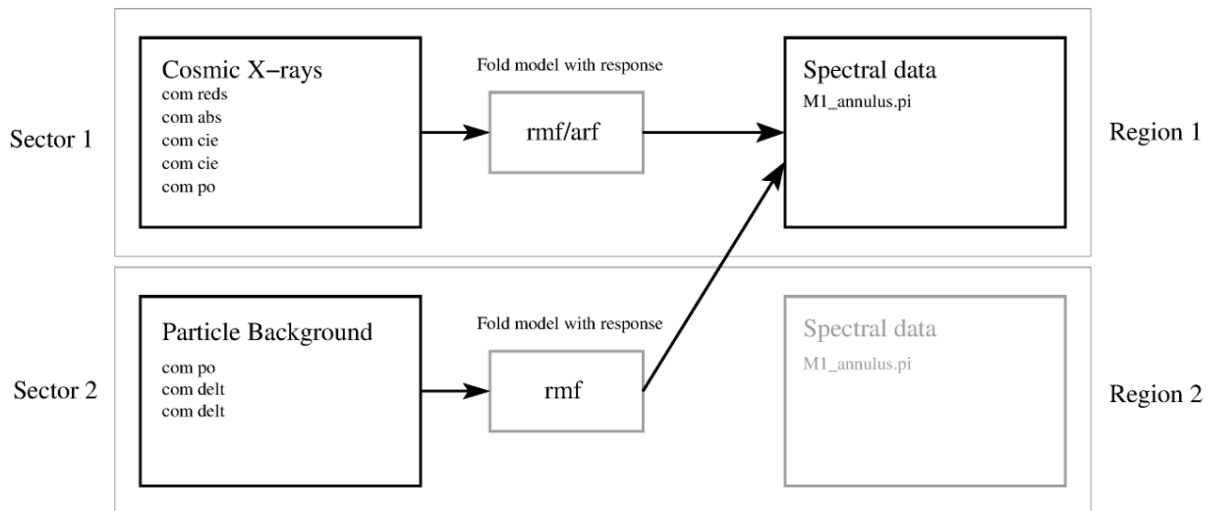 Sector 1
Cosmic X-rays
com reds
com abs
com cie
com cie
com po
Fold model with response
rmf/arf
Spectral data
M1_annulus.pi
Region 1
Sector 2
Particle Background
com po
com delt
com delt
Fold model with response
rmf
Spectral data
M1_annulus.pi
Region 2